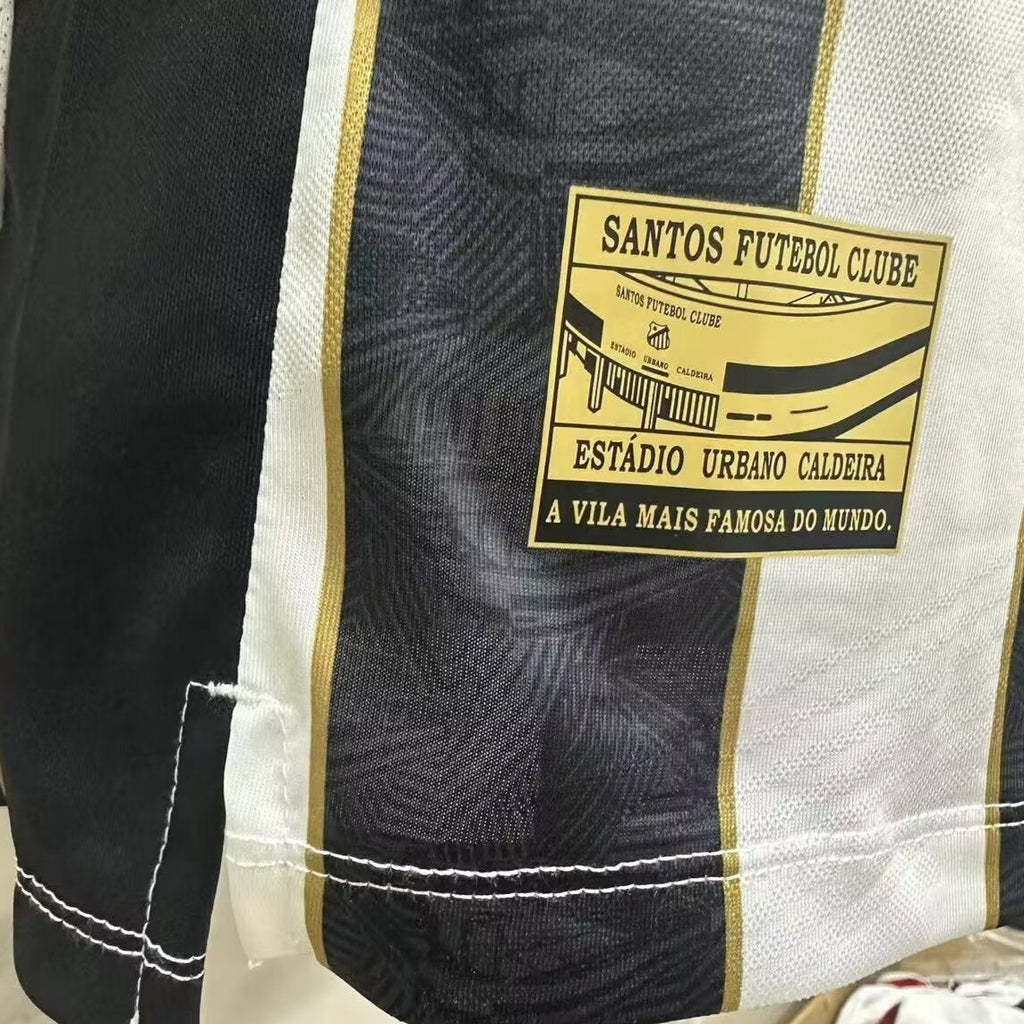 SANTOS FUTEBOL CLUBE
SANTOS FUTEBOL CLUBE
ESTÁDIO URBANO CALDEIRA
ESTÁDIO URBANO CALDEIRA
A VILA MAIS FAMOSA DO MUNDO.